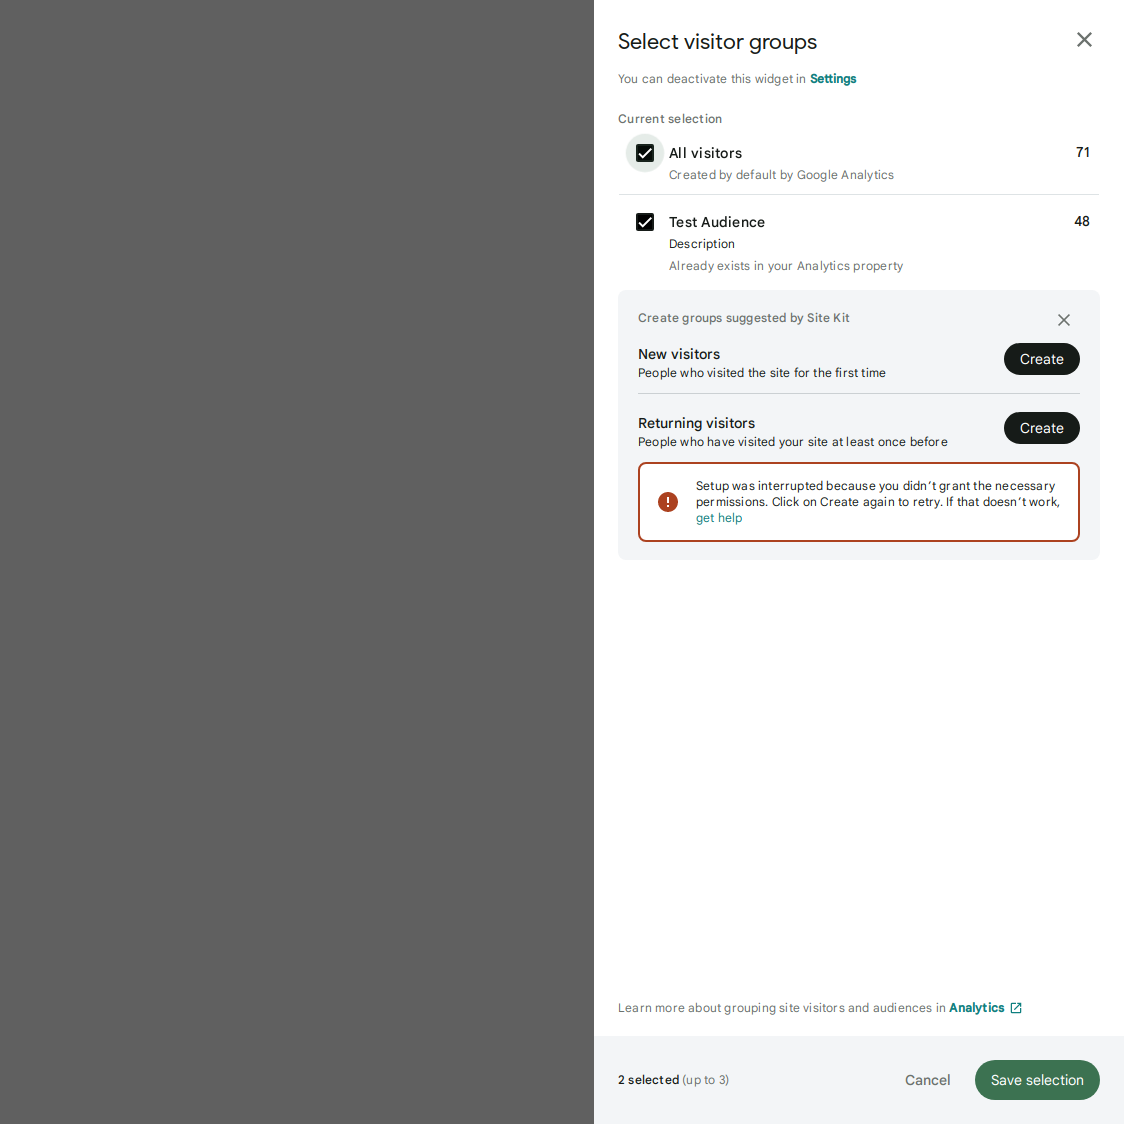 Select visitor groups
You can deactivate this widget in Settings
Current selection
All visitors 71
Created by default by Google Analytics
Test Audience 48
Description
Already exists in your Analytics property
Create groups suggested by Site Kit
New visitors Create
People who visited the site for the first time
Returning visitors Create
People who have visited your site at least once before
Setup was interrupted because you didn’t grant the necessary
permissions. Click on Create again to retry. If that doesn’t work,
get help
Learn more about grouping site visitors and audiences in Analytics
2 selected (up to 3) Cancel Save selection